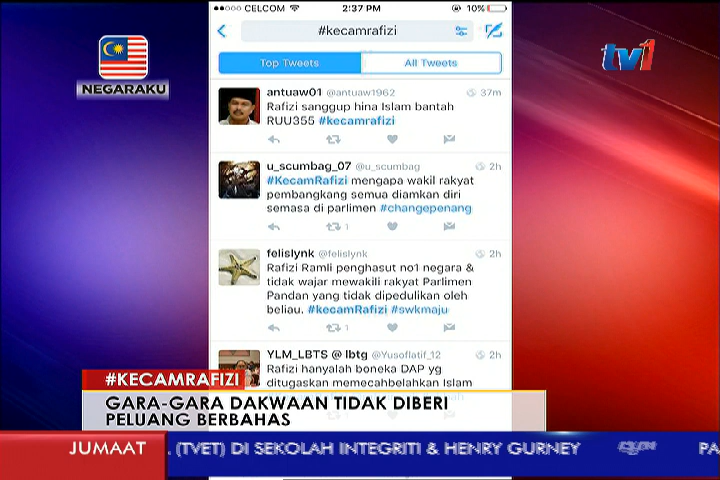 CELCOM 2:37 PM 10%
#kecamrafizi
Top Tweets All Tweets
NEGARAKU
tv1
antuaw01 @antuaw1962 37m
Rafizi sanggup hina Islam bantah
RUU355 #kecamrafizi
u_scumbag_07 @u_scumbag 2h
#KecamRafizi mengapa wakil rakyat
pembangkang semua diamkan diri
semasa di parlimen #changepenang
1
felislynk @felislynk 2h
Rafizi Ramli penghasut no1 negara &
tidak wajar mewakili rakyat Parlimen
Pandan yang tidak dipedulikan oleh
beliau. #kecamRafizi #swkmaju
1
YLM_LBTS @ lbtg @Yusoflatif_12 2h
Rafizi hanyalah boneka DAP yg
ditugaskan memecahbelahkan Islam
#KECAMRAFIZI
GARA-GARA DAKWAAN TIDAK DIBERI
PELUANG BERBAHAS
JUMAAT . (TVET) DI SEKOLAH INTEGRITI & HENRY GURNEY PA